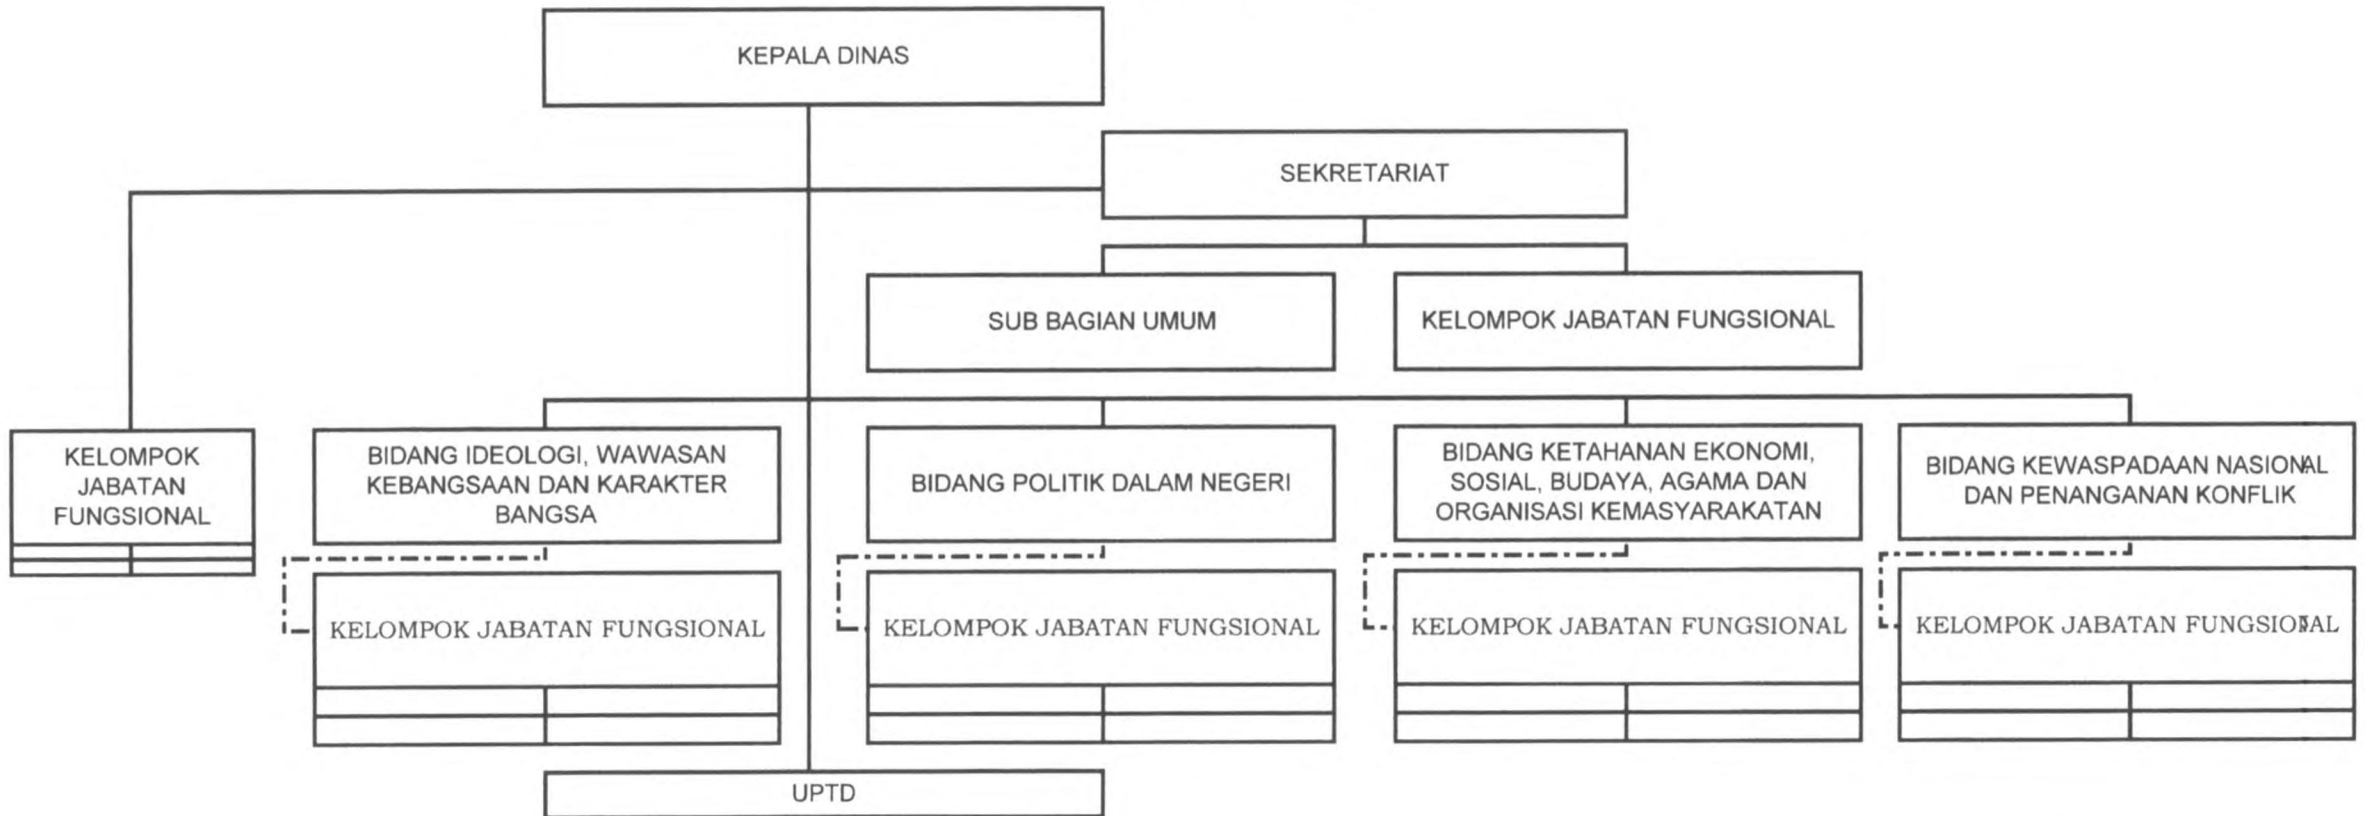 KEPALA DINAS
SEKRETARIAT
SUB BAGIAN UMUM
KELOMPOK JABATAN FUNGSIONAL
KELOMPOK
JABATAN
FUNGSIONAL
BIDANG IDEOLOGI, WAWASAN
KEBANGSAAN DAN KARAKTER
BANGSA
BIDANG POLITIK DALAM NEGERI
BIDANG KETAHANAN EKONOMI,
SOSIAL, BUDAYA, AGAMA DAN
ORGANISASI KEMASYARAKATAN
BIDANG KEWASPADAAN NASIONAL
DAN PENANGANAN KONFLIK
KELOMPOK JABATAN FUNGSIONAL
KELOMPOK JABATAN FUNGSIONAL
KELOMPOK JABATAN FUNGSIONAL
KELOMPOK JABATAN FUNGSIONAL
UPTD